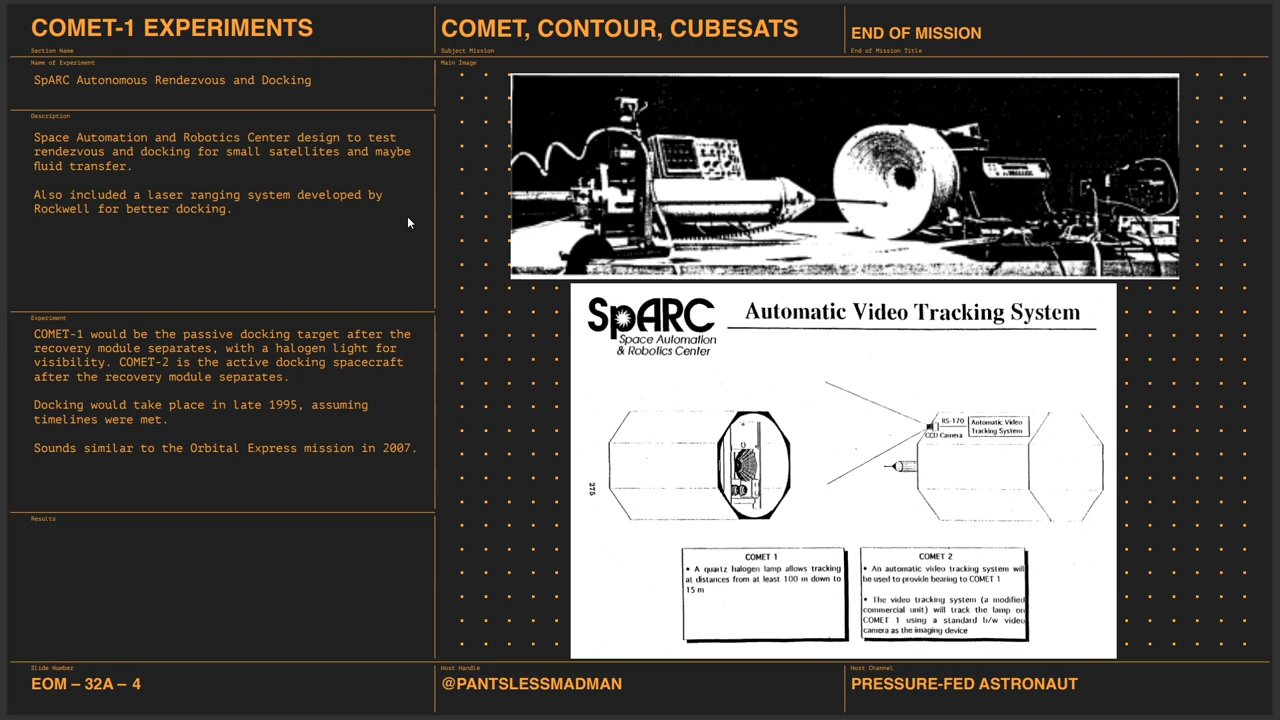 COMET-1 EXPERIMENTS
Section Name
COMET, CONTOUR, CUBESATS
Subject Mission
END OF MISSION
End of Mission Title
Name of Experiment
SpARC Autonomous Rendezvous and Docking
Description
Space Automation and Robotics Center design to test
rendezvous and docking for small satellites and maybe
fluid transfer.
Also included a laser ranging system developed by
Rockwell for better docking.
Experiment
COMET-1 would be the passive docking target after the
recovery module separates, with a halogen light for
visibility. COMET-2 is the active docking spacecraft
after the recovery module separates.
Docking would take place in late 1995, assuming
timelines were met.
Sounds similar to the Orbital Express mission in 2007.
Results
Main Image
SpARC
Space Automation
& Robotics Center
Automatic Video Tracking System
RS-170
CCD Camera
Automatic Video
Tracking System
275
COMET 1
• A quartz halogen lamp allows tracking
at distances from at least 100 m down to
15 m
COMET 2
• An automatic video tracking system will
be used to provide bearing to COMET 1
• The video tracking system (a modified
commercial unit) will track the lamp on
COMET 1 using a standard b/w video
camera as the imaging device
Slide Number
EOM – 32A – 4
Host Handle
@PANTSLESSMADMAN
Host Channel
PRESSURE-FED ASTRONAUT